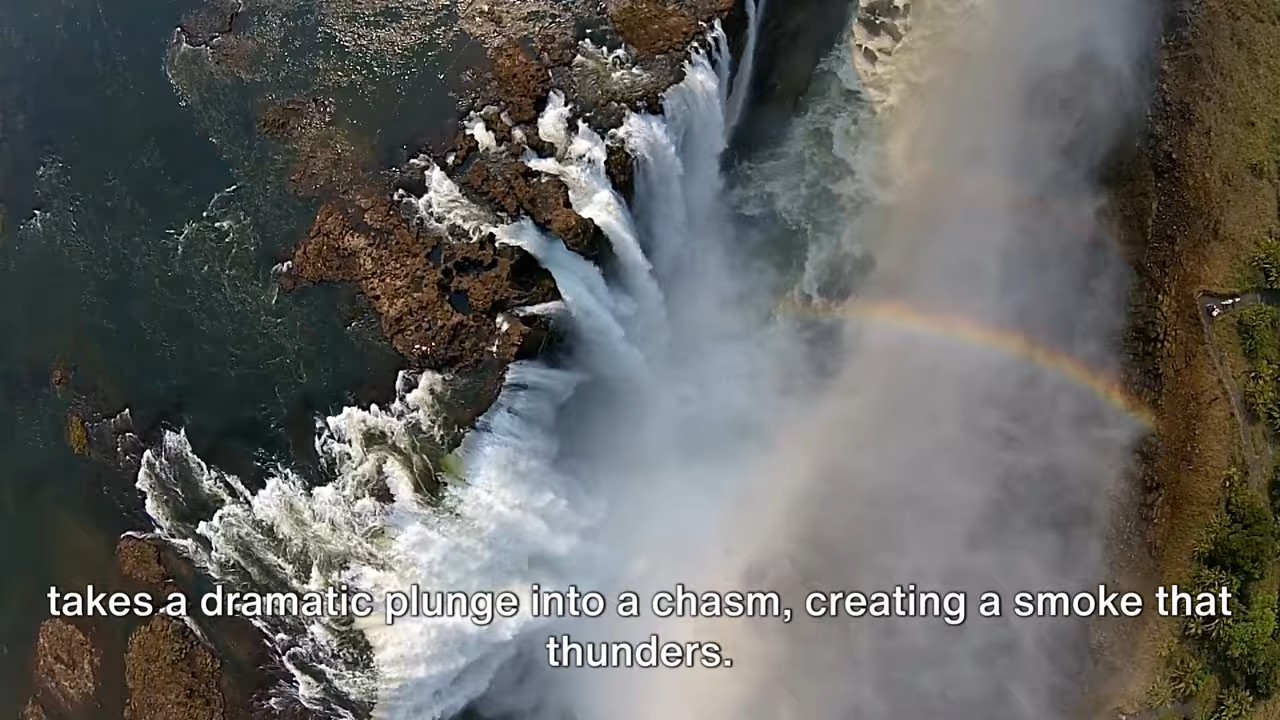 takes a dramatic plunge into a chasm, creating a smoke that
thunders.